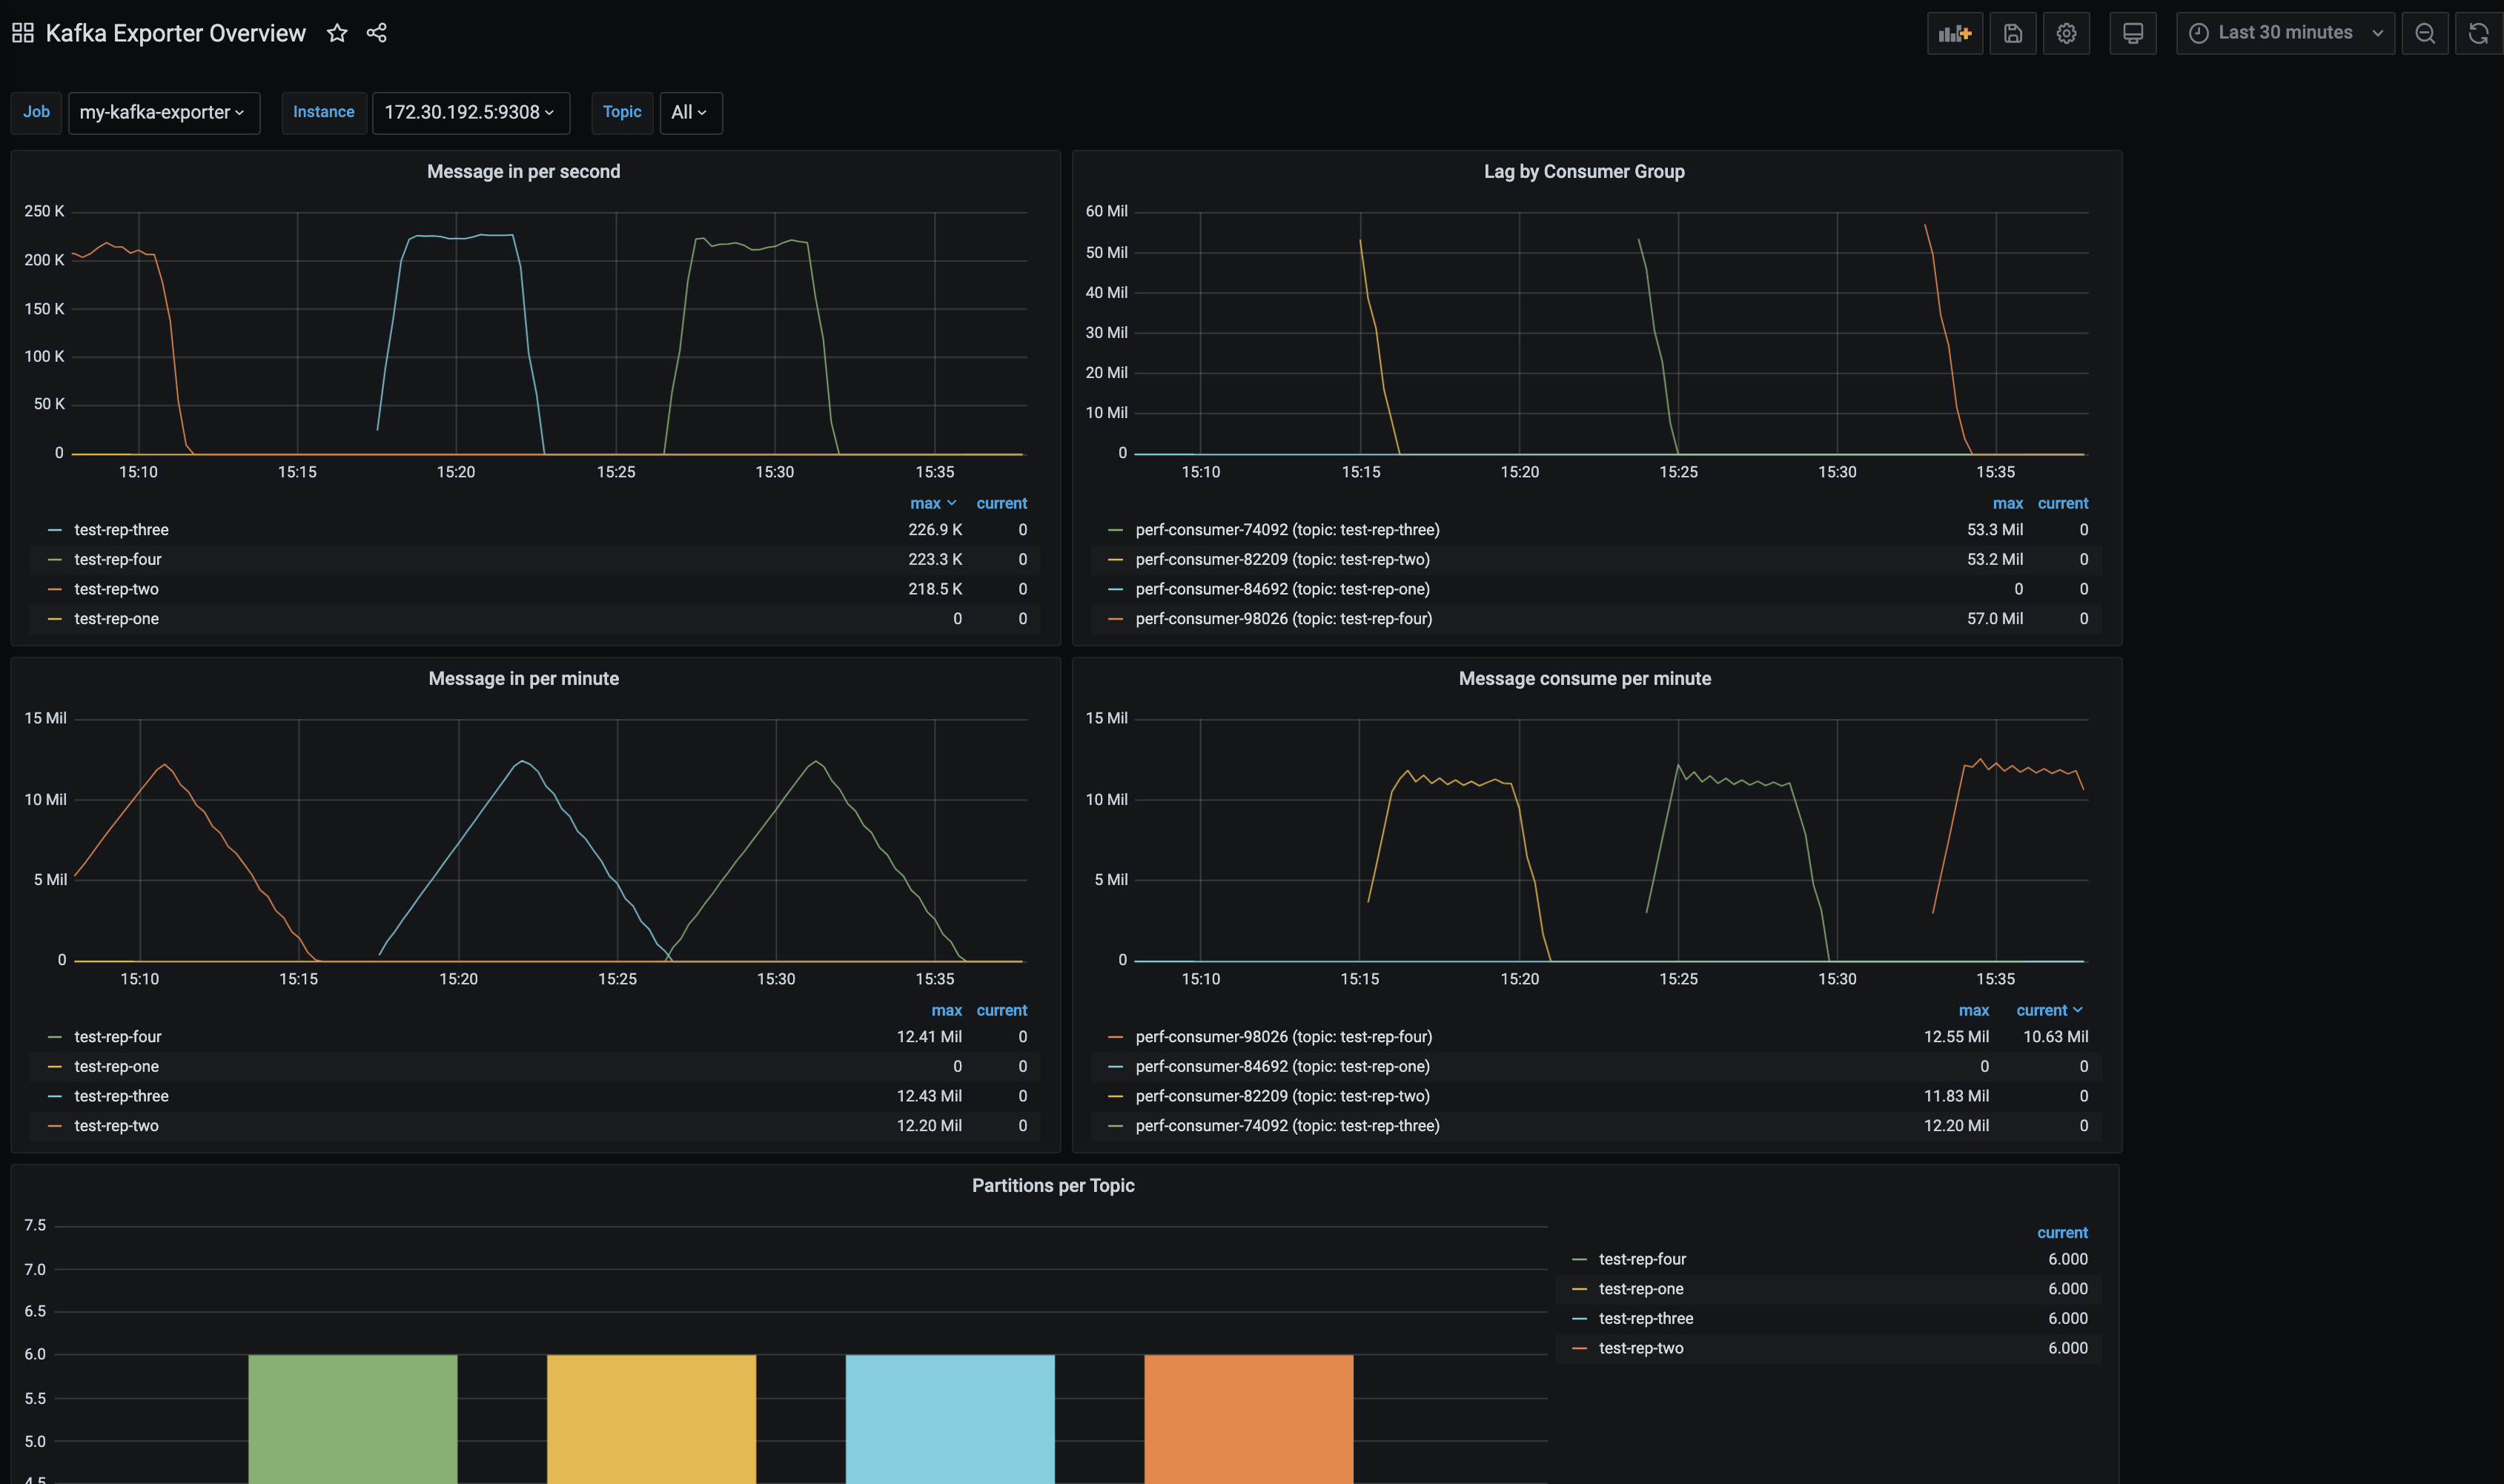 Kafka Exporter Overview
Last 30 minutes
Job my-kafka-exporter Instance 172.30.192.5:9308 Topic All
Message in per second
250 K
200 K
150 K
100 K
50 K
0
15:10 15:15 15:20 15:25 15:30 15:35
max current
test-rep-three 226.9 K 0
test-rep-four 223.3 K 0
test-rep-two 218.5 K 0
test-rep-one 0 0
Lag by Consumer Group
60 Mil
50 Mil
40 Mil
30 Mil
20 Mil
10 Mil
0
15:10 15:15 15:20 15:25 15:30 15:35
max current
perf-consumer-74092 (topic: test-rep-three) 53.3 Mil 0
perf-consumer-82209 (topic: test-rep-two) 53.2 Mil 0
perf-consumer-84692 (topic: test-rep-one) 0 0
perf-consumer-98026 (topic: test-rep-four) 57.0 Mil 0
Message in per minute
15 Mil
10 Mil
5 Mil
0
15:10 15:15 15:20 15:25 15:30 15:35
max current
test-rep-four 12.41 Mil 0
test-rep-one 0 0
test-rep-three 12.43 Mil 0
test-rep-two 12.20 Mil 0
Message consume per minute
15 Mil
10 Mil
5 Mil
0
15:10 15:15 15:20 15:25 15:30 15:35
max current
perf-consumer-98026 (topic: test-rep-four) 12.55 Mil 10.63 Mil
perf-consumer-84692 (topic: test-rep-one) 0 0
perf-consumer-82209 (topic: test-rep-two) 11.83 Mil 0
perf-consumer-74092 (topic: test-rep-three) 12.20 Mil 0
Partitions per Topic
7.5
7.0
6.5
6.0
5.5
5.0
4.5
current
test-rep-four 6.000
test-rep-one 6.000
test-rep-three 6.000
test-rep-two 6.000